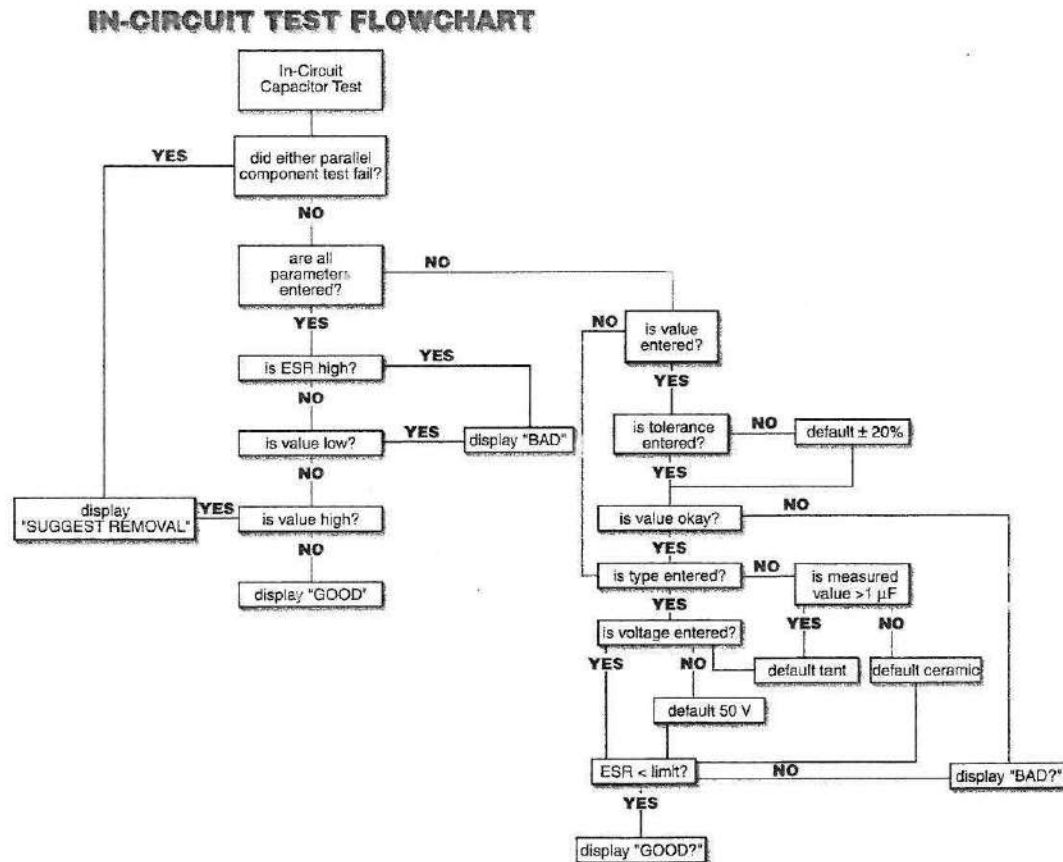 IN-CIRCUIT TEST FLOWCHART
In-Circuit
Capacitor Test
YES
did either parallel
component test fail?
NO
are all
parameters
entered?
NO
YES
NO
is value
entered?
is ESR high?
YES
YES
NO
is tolerance
entered?
NO
default ± 20%
is value low?
YES
display "BAD"
YES
NO
display
"SUGGEST REMOVAL"
YES
is value high?
is value okay?
NO
NO
YES
display "GOOD"
is type entered?
NO
is measured
value >1 µF
YES
YES
NO
is voltage entered?
YES
NO
default tant
default ceramic
default 50 V
ESR < limit?
NO
display "BAD?"
YES
display "GOOD?"